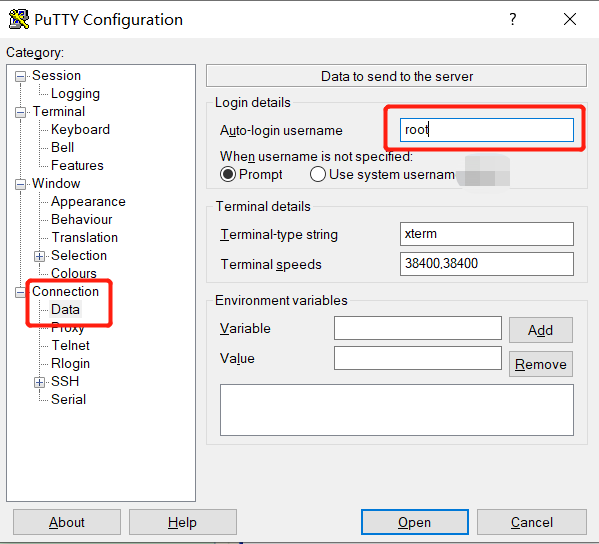 PuTTY Configuration
Category:
Session
Logging
Terminal
Keyboard
Bell
Features
Window
Appearance
Behaviour
Translation
Selection
Colours
Connection
Data
Proxy
Telnet
Rlogin
SSH
Serial
Data to send to the server
Login details
Auto-login username
root
When username is not specified:
Prompt
Use system usernam
Terminal details
Terminal-type string
xterm
Terminal speeds
38400,38400
Environment variables
Variable
Add
Value
Remove
About
Help
Open
Cancel